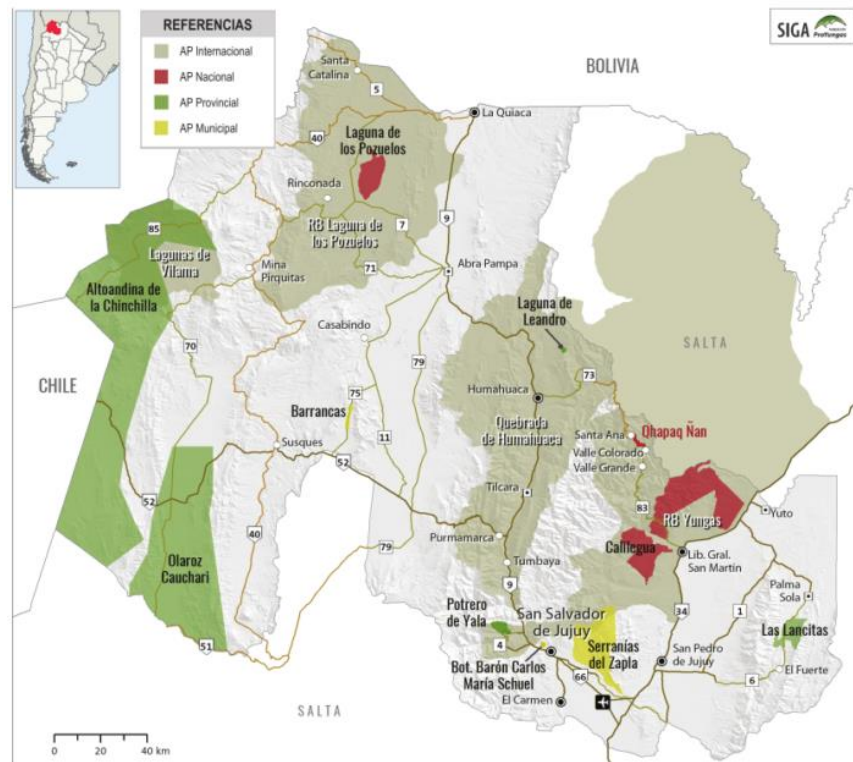 REFERENCIAS
AP Internacional
AP Nacional
AP Provincial
AP Municipal
SIGA
ProYungas
BOLIVIA
Santa
Catalina
5
La Quiaca
40
Laguna de
los Pozuelos
Rinconada
9
RB Laguna de
los Pozuelos
7
85
Lagunas de
Vilama
Mina
Pirquitas
71
Abra Pampa
Altoandina de
la Chinchilla
Laguna de
Leandro
SALTA
Casabindo
70
79
73
CHILE
75
Humahuaca
Barrancas
Quebrada
de Humahuaca
Santa Ana
Qhapaq Ñan
11
Valle Colorado
Susques
52
Valle Grande
Tilcara
83
52
RB Yungas
Yuto
40
Calilegua
Olaroz
Cauchari
79
Purmamarca
Lib. Gral.
San Martín
Tumbaya
Palma
Sola
9
34
1
Potrero
de Yala
San Salvador
de Jujuy
Las Lancitas
51
4
Serranías
del Zapla
San Pedro
de Jujuy
Bot. Barón Carlos
María Schuel
66
6
El Fuerte
El Carmen
SALTA
0 20 40 km